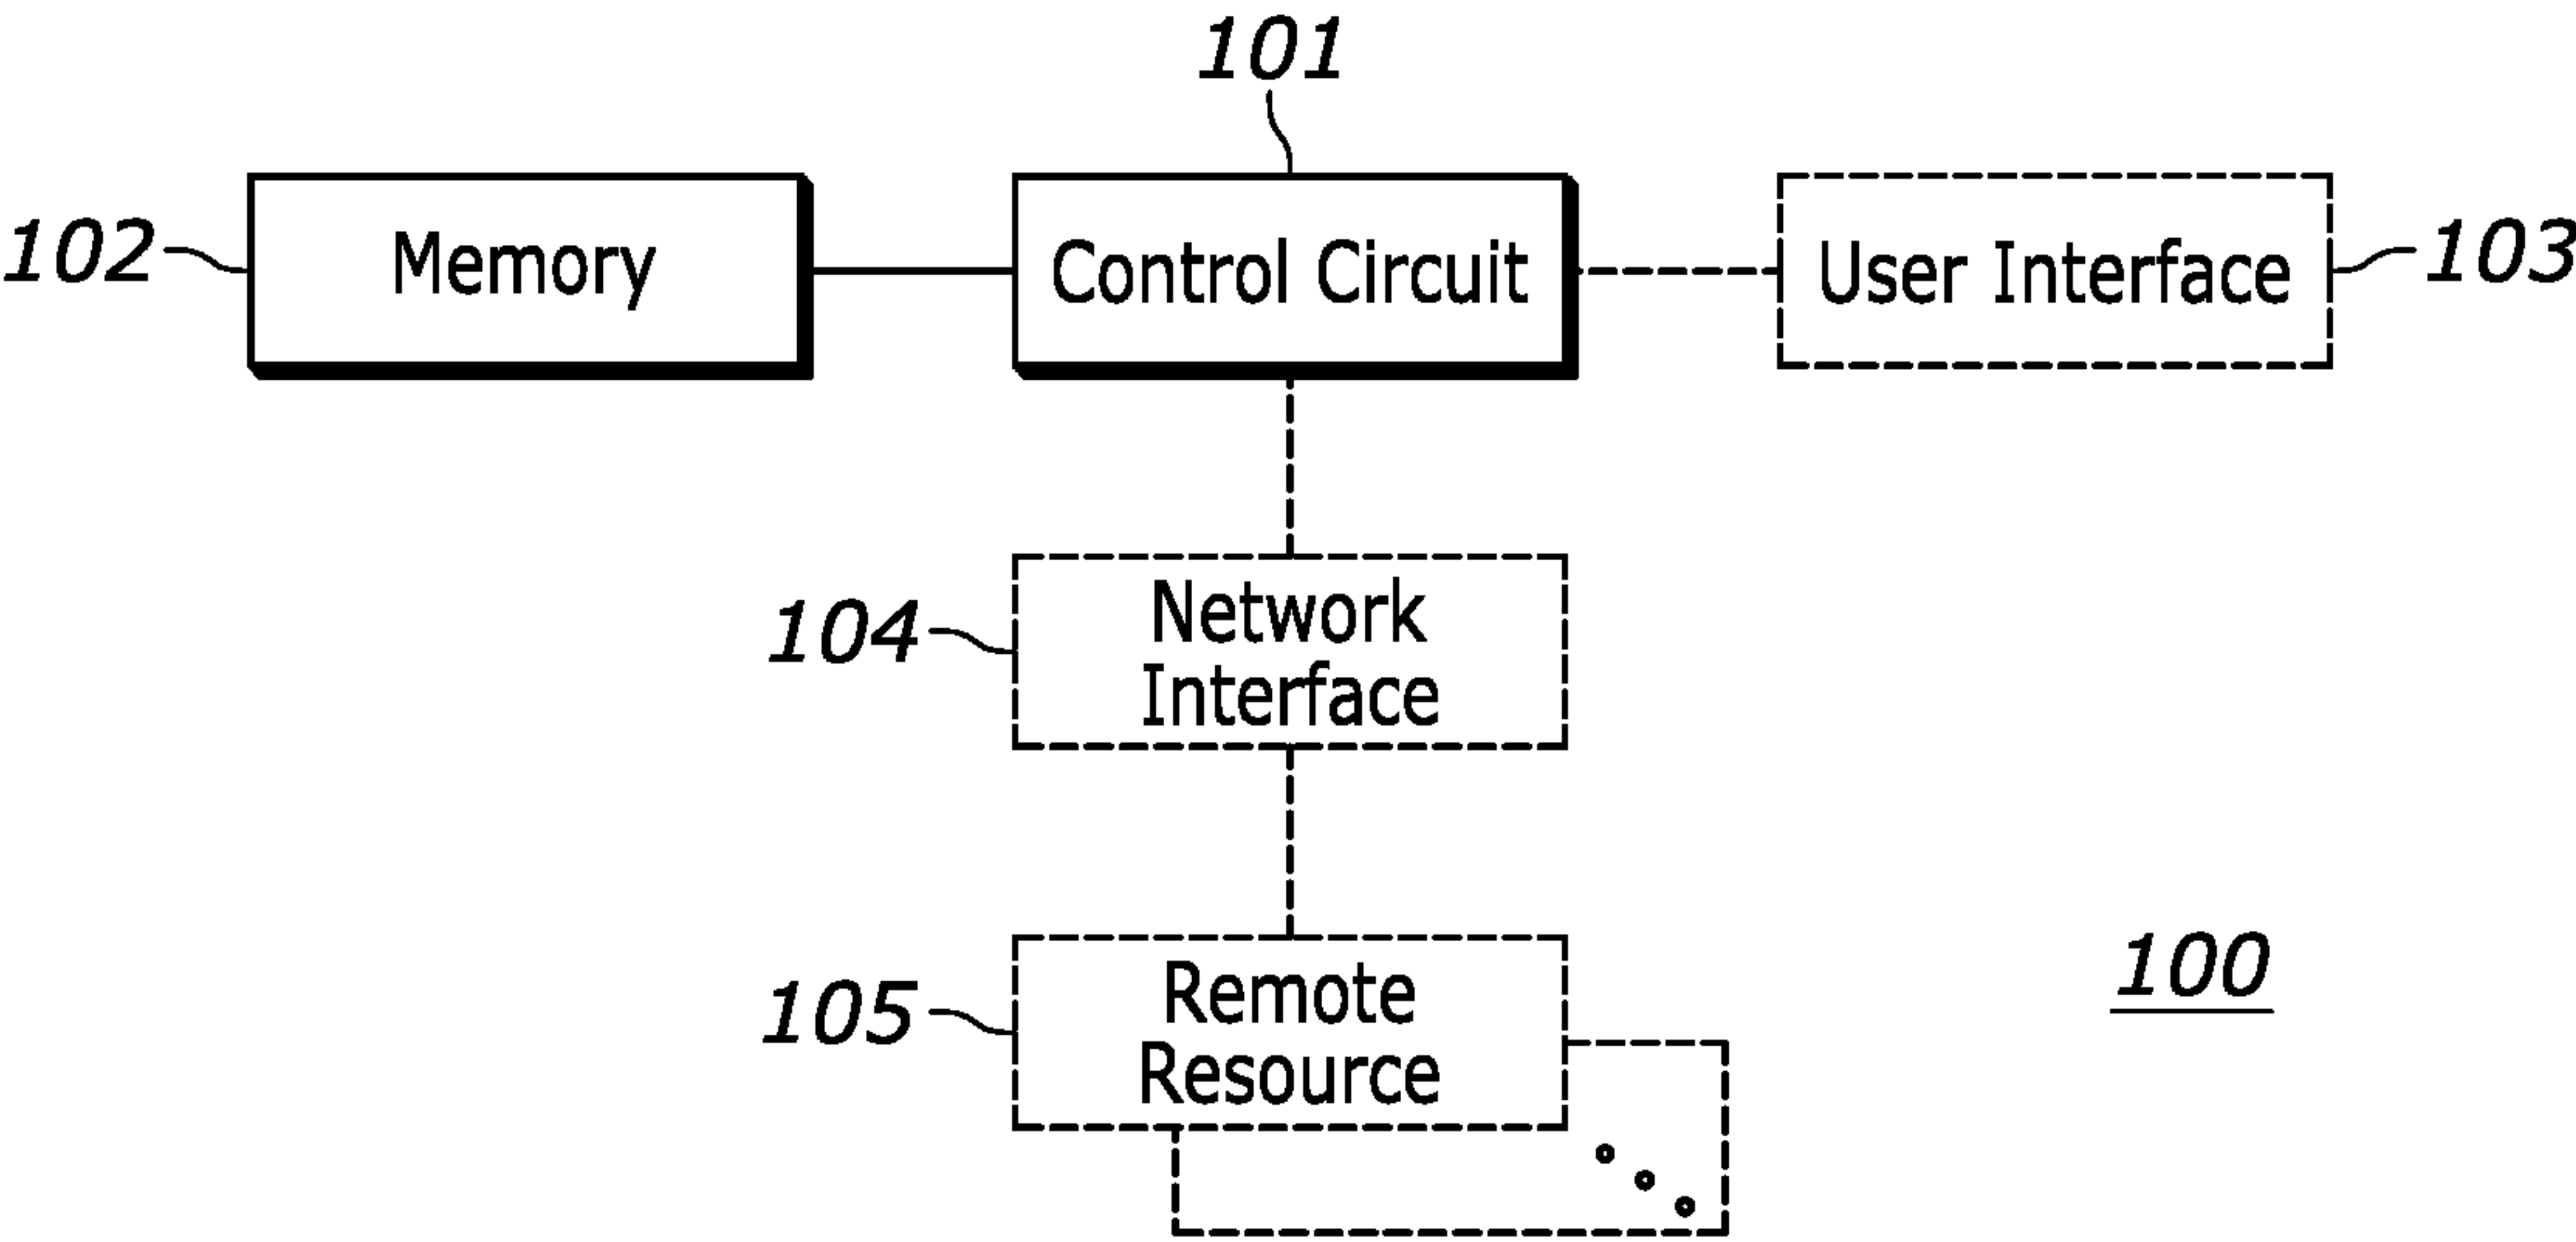 101
102
Memory
Control Circuit
User Interface
103
104
Network
Interface
105
Remote
Resource
100